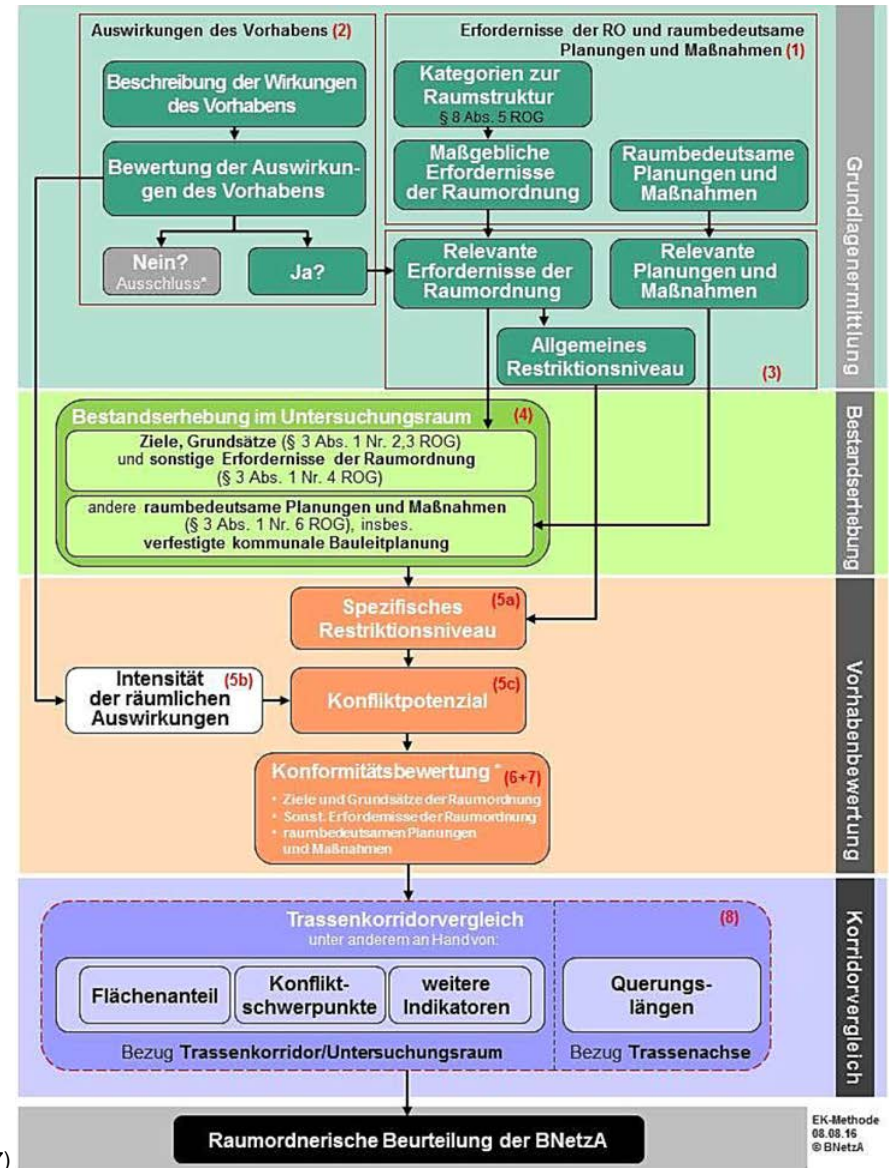 Auswirkungen des Vorhabens (2)
Beschreibung der Wirkungen
des Vorhabens
Bewertung der Auswirkun-
gen des Vorhabens
Nein?
Ausschluss*
Ja?
Erfordernisse der RO und raumbedeutsame
Planungen und Maßnahmen (1)
Kategorien zur
Raumstruktur
§ 8 Abs. 5 ROG
Maßgebliche
Erfordernisse
der Raumordnung
Raumbedeutsame
Planungen und
Maßnahmen
Relevante
Erfordernisse der
Raumordnung
Relevante
Planungen und
Maßnahmen
Allgemeines
Restriktionsniveau
(3)
Grundlagenermittlung
Bestandserhebung im Untersuchungsraum (4)
Ziele, Grundsätze (§ 3 Abs. 1 Nr. 2,3 ROG)
und sonstige Erfordernisse der Raumordnung
(§ 3 Abs. 1 Nr. 4 ROG)
andere raumbedeutsame Planungen und Maßnahmen
(§ 3 Abs. 1 Nr. 6 ROG), insbes.
verfestigte kommunale Bauleitplanung
Bestandserhebung
Spezifisches (5a)
Restriktionsniveau
Intensität (5b)
der räumlichen
Auswirkungen
Konfliktpotenzial (5c)
Konformitätsbewertung * (6+7)
• Ziele und Grundsätze der Raumordnung
• Sonst. Erfordernisse der Raumordnung
• raumbedeutsamen Planungen
und Maßnahmen
Vorhabenbewertung
Trassenkorridorvergleich (8)
unter anderem an Hand von:
Flächenanteil
Konflikt-
schwerpunkte
weitere
Indikatoren
Querungs-
längen
Bezug Trassenkorridor/Untersuchungsraum
Bezug Trassenachse
Korridorvergleich
Raumordnerische Beurteilung der BNetzA
EK-Methode
08.08.16
© BNetzA